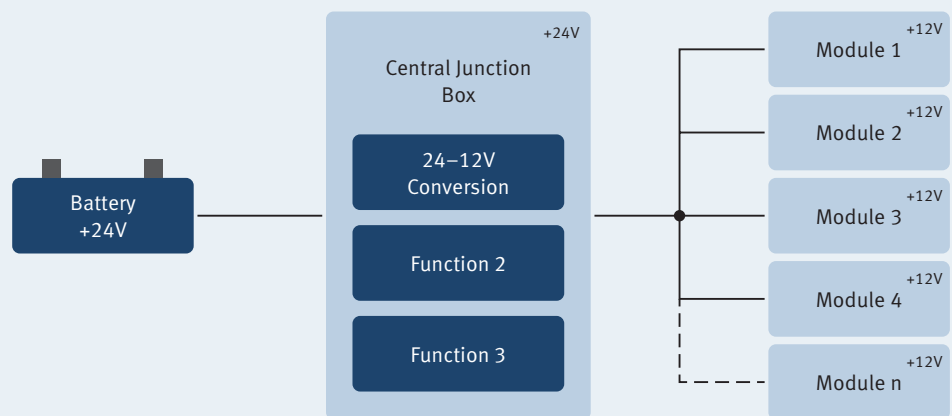 Battery
+24V
+24V
Central Junction
Box
24–12V
Conversion
Function 2
Function 3
+12V
Module 1
+12V
Module 2
+12V
Module 3
+12V
Module 4
+12V
Module n